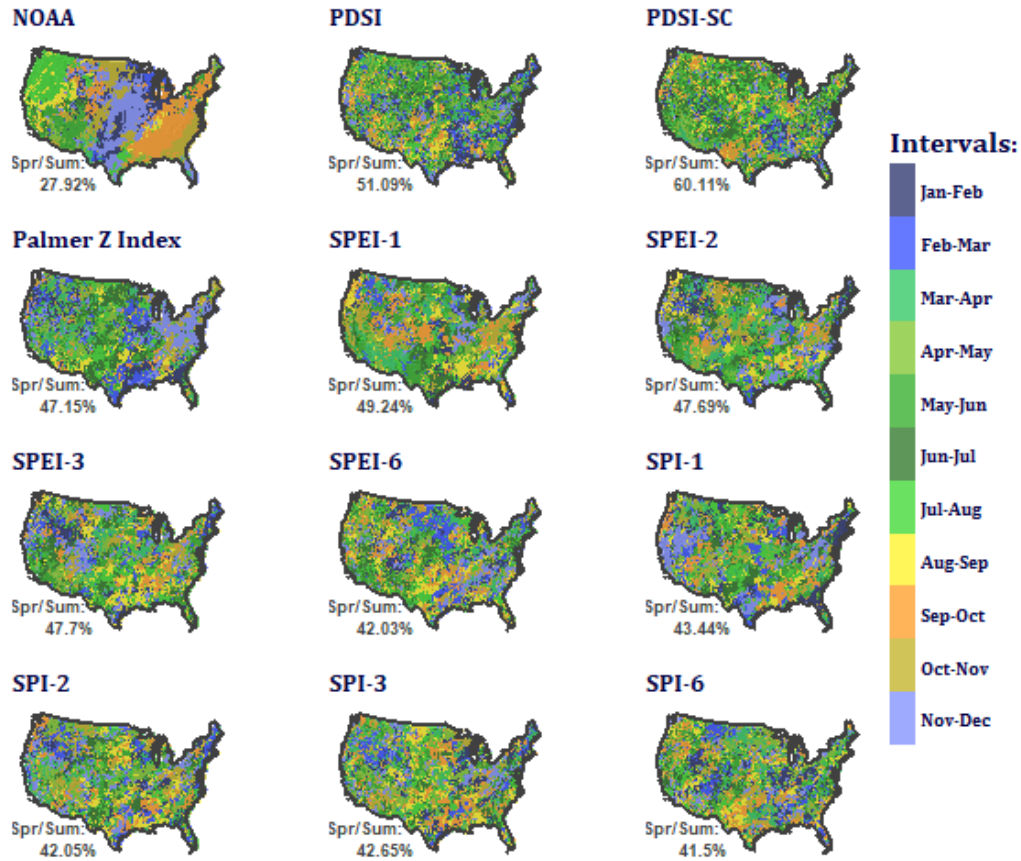 NOAA
PDSI
PDSI-SC
Spr/Sum:
27.92%
Spr/Sum:
51.09%
Spr/Sum:
60.11%
Palmer Z Index
SPEI-1
SPEI-2
Spr/Sum:
47.15%
Spr/Sum:
49.24%
Spr/Sum:
47.69%
SPEI-3
SPEI-6
SPI-1
Spr/Sum:
47.7%
Spr/Sum:
42.03%
Spr/Sum:
43.44%
SPI-2
SPI-3
SPI-6
Spr/Sum:
42.05%
Spr/Sum:
42.65%
Spr/Sum:
41.5%
Intervals:
Jan-Feb
Feb-Mar
Mar-Apr
Apr-May
May-Jun
Jun-Jul
Jul-Aug
Aug-Sep
Sep-Oct
Oct-Nov
Nov-Dec